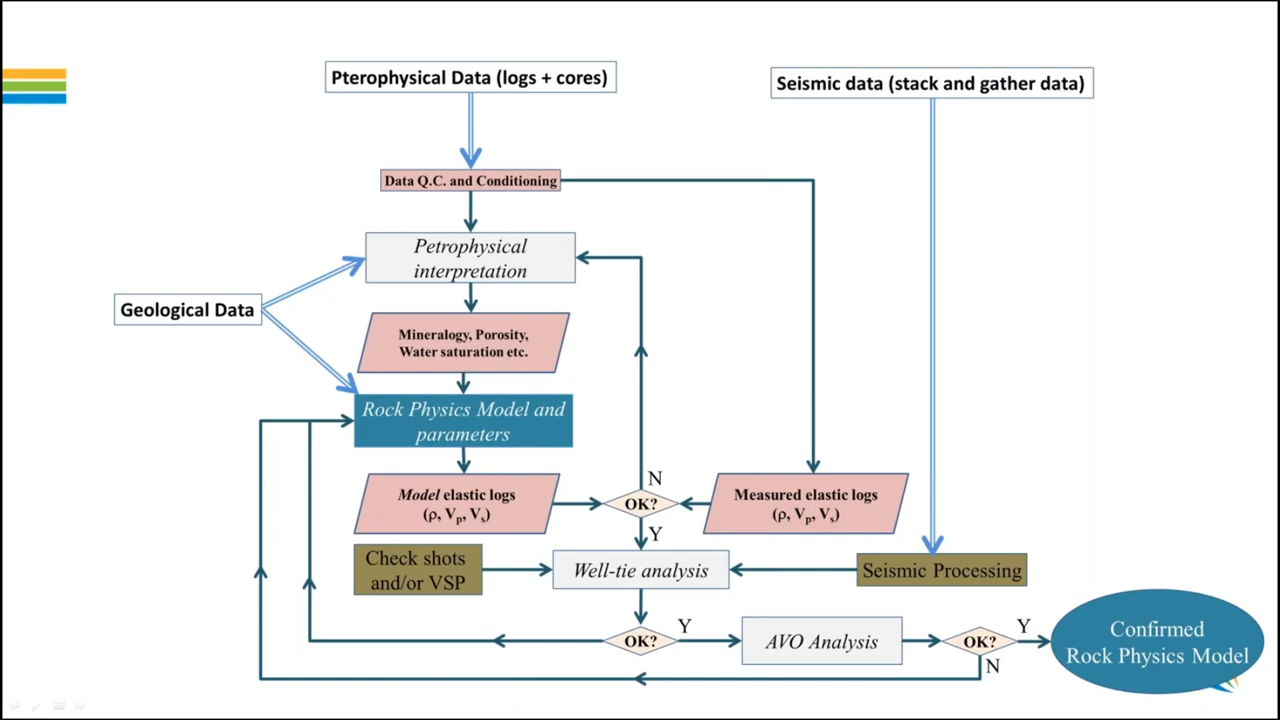 Pterophysical Data (logs + cores)
Seismic data (stack and gather data)
Data Q.C. and Conditioning
Petrophysical
interpretation
Geological Data
Mineralogy, Porosity,
Water saturation etc.
Rock Physics Model and
parameters
Model elastic logs
(ρ, Vp, Vs)
N
OK?
Measured elastic logs
(ρ, Vp, Vs)
Y
Check shots
and/or VSP
Well-tie analysis
Seismic Processing
OK?
Y
AVO Analysis
OK?
Y
N
Confirmed
Rock Physics Model